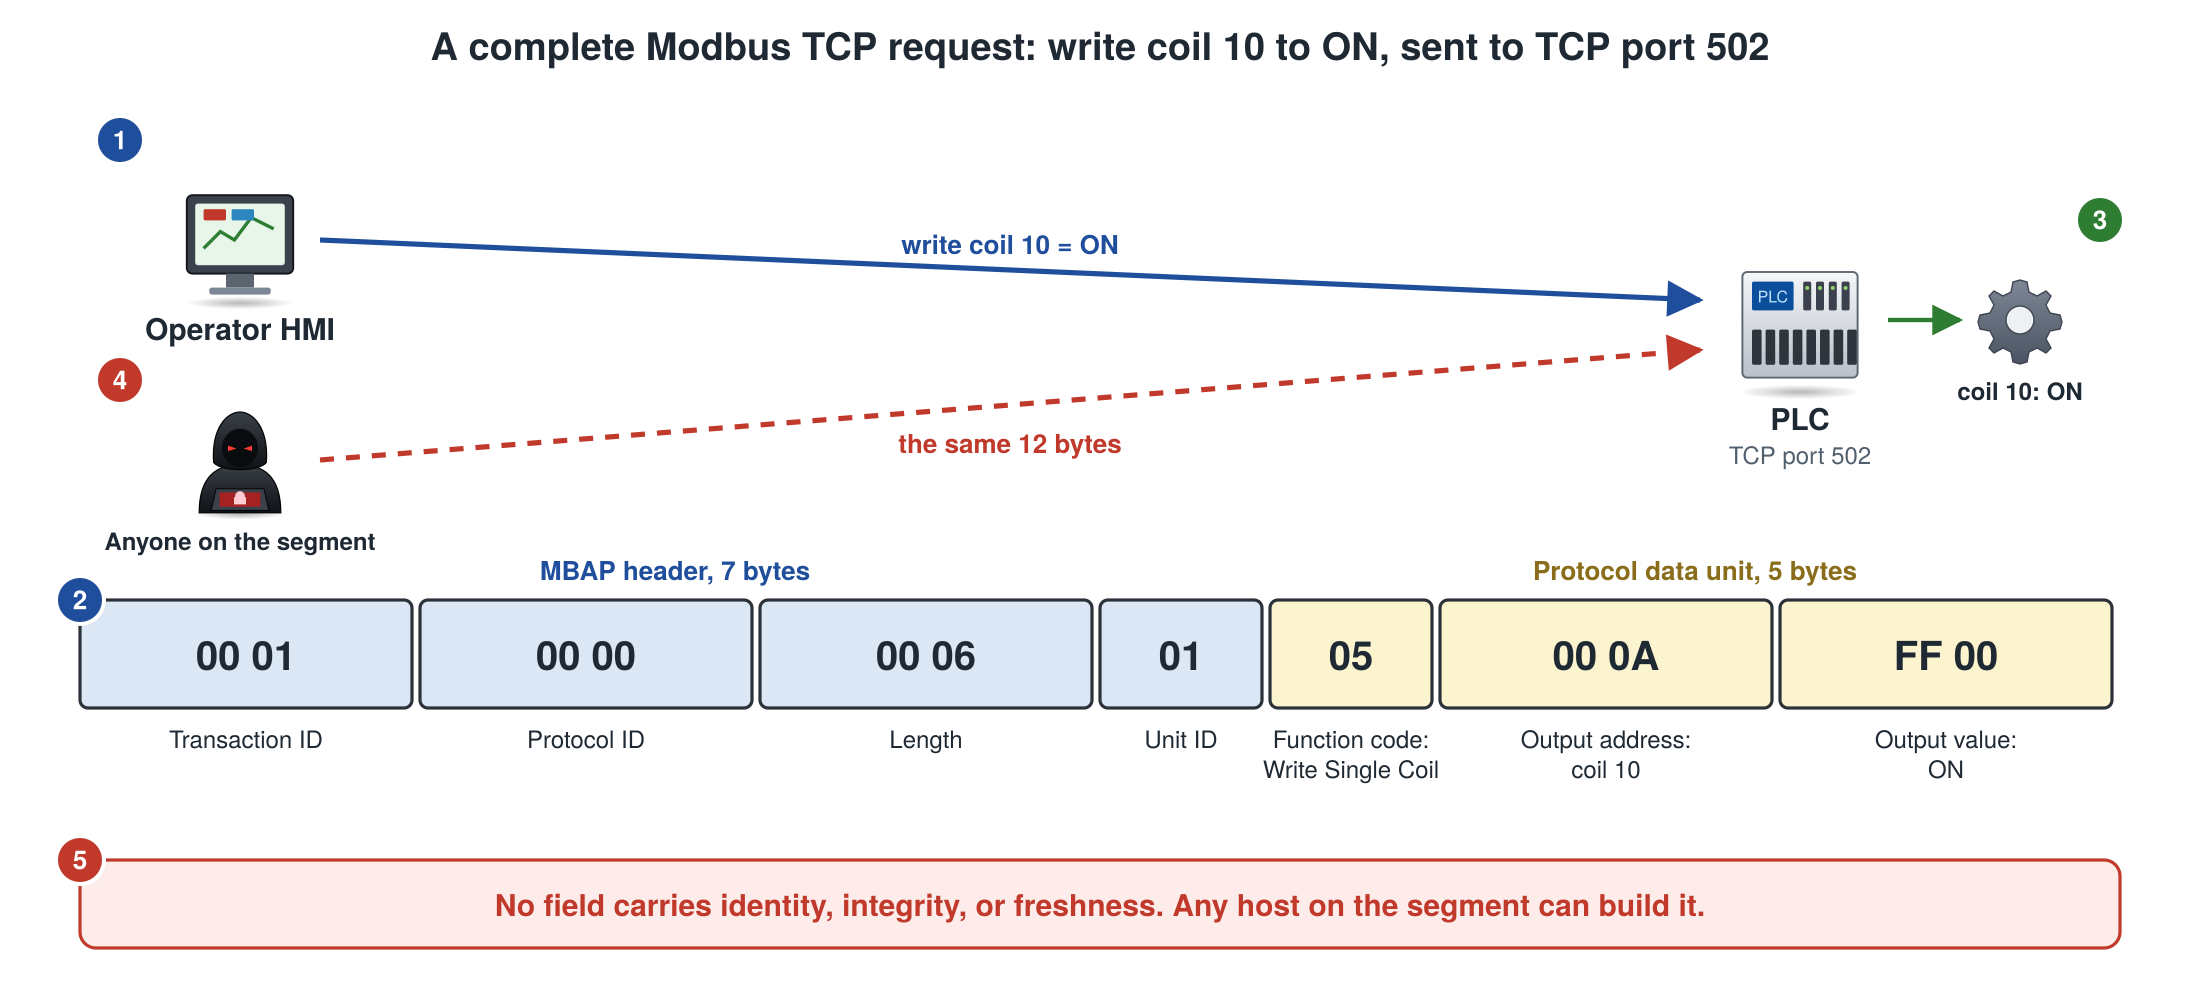 A complete Modbus TCP request: write coil 10 to ON, sent to TCP port 502
1
Operator HMI
write coil 10 = ON
3
PLC
coil 10: ON
PLC
TCP port 502
4
Anyone on the segment
the same 12 bytes
MBAP header, 7 bytes
Protocol data unit, 5 bytes
2
00 01
00 00
00 06
01
05
00 0A
FF 00
Transaction ID
Protocol ID
Length
Unit ID
Function code:
Write Single Coil
Output address:
coil 10
Output value:
ON
5
No field carries identity, integrity, or freshness. Any host on the segment can build it.